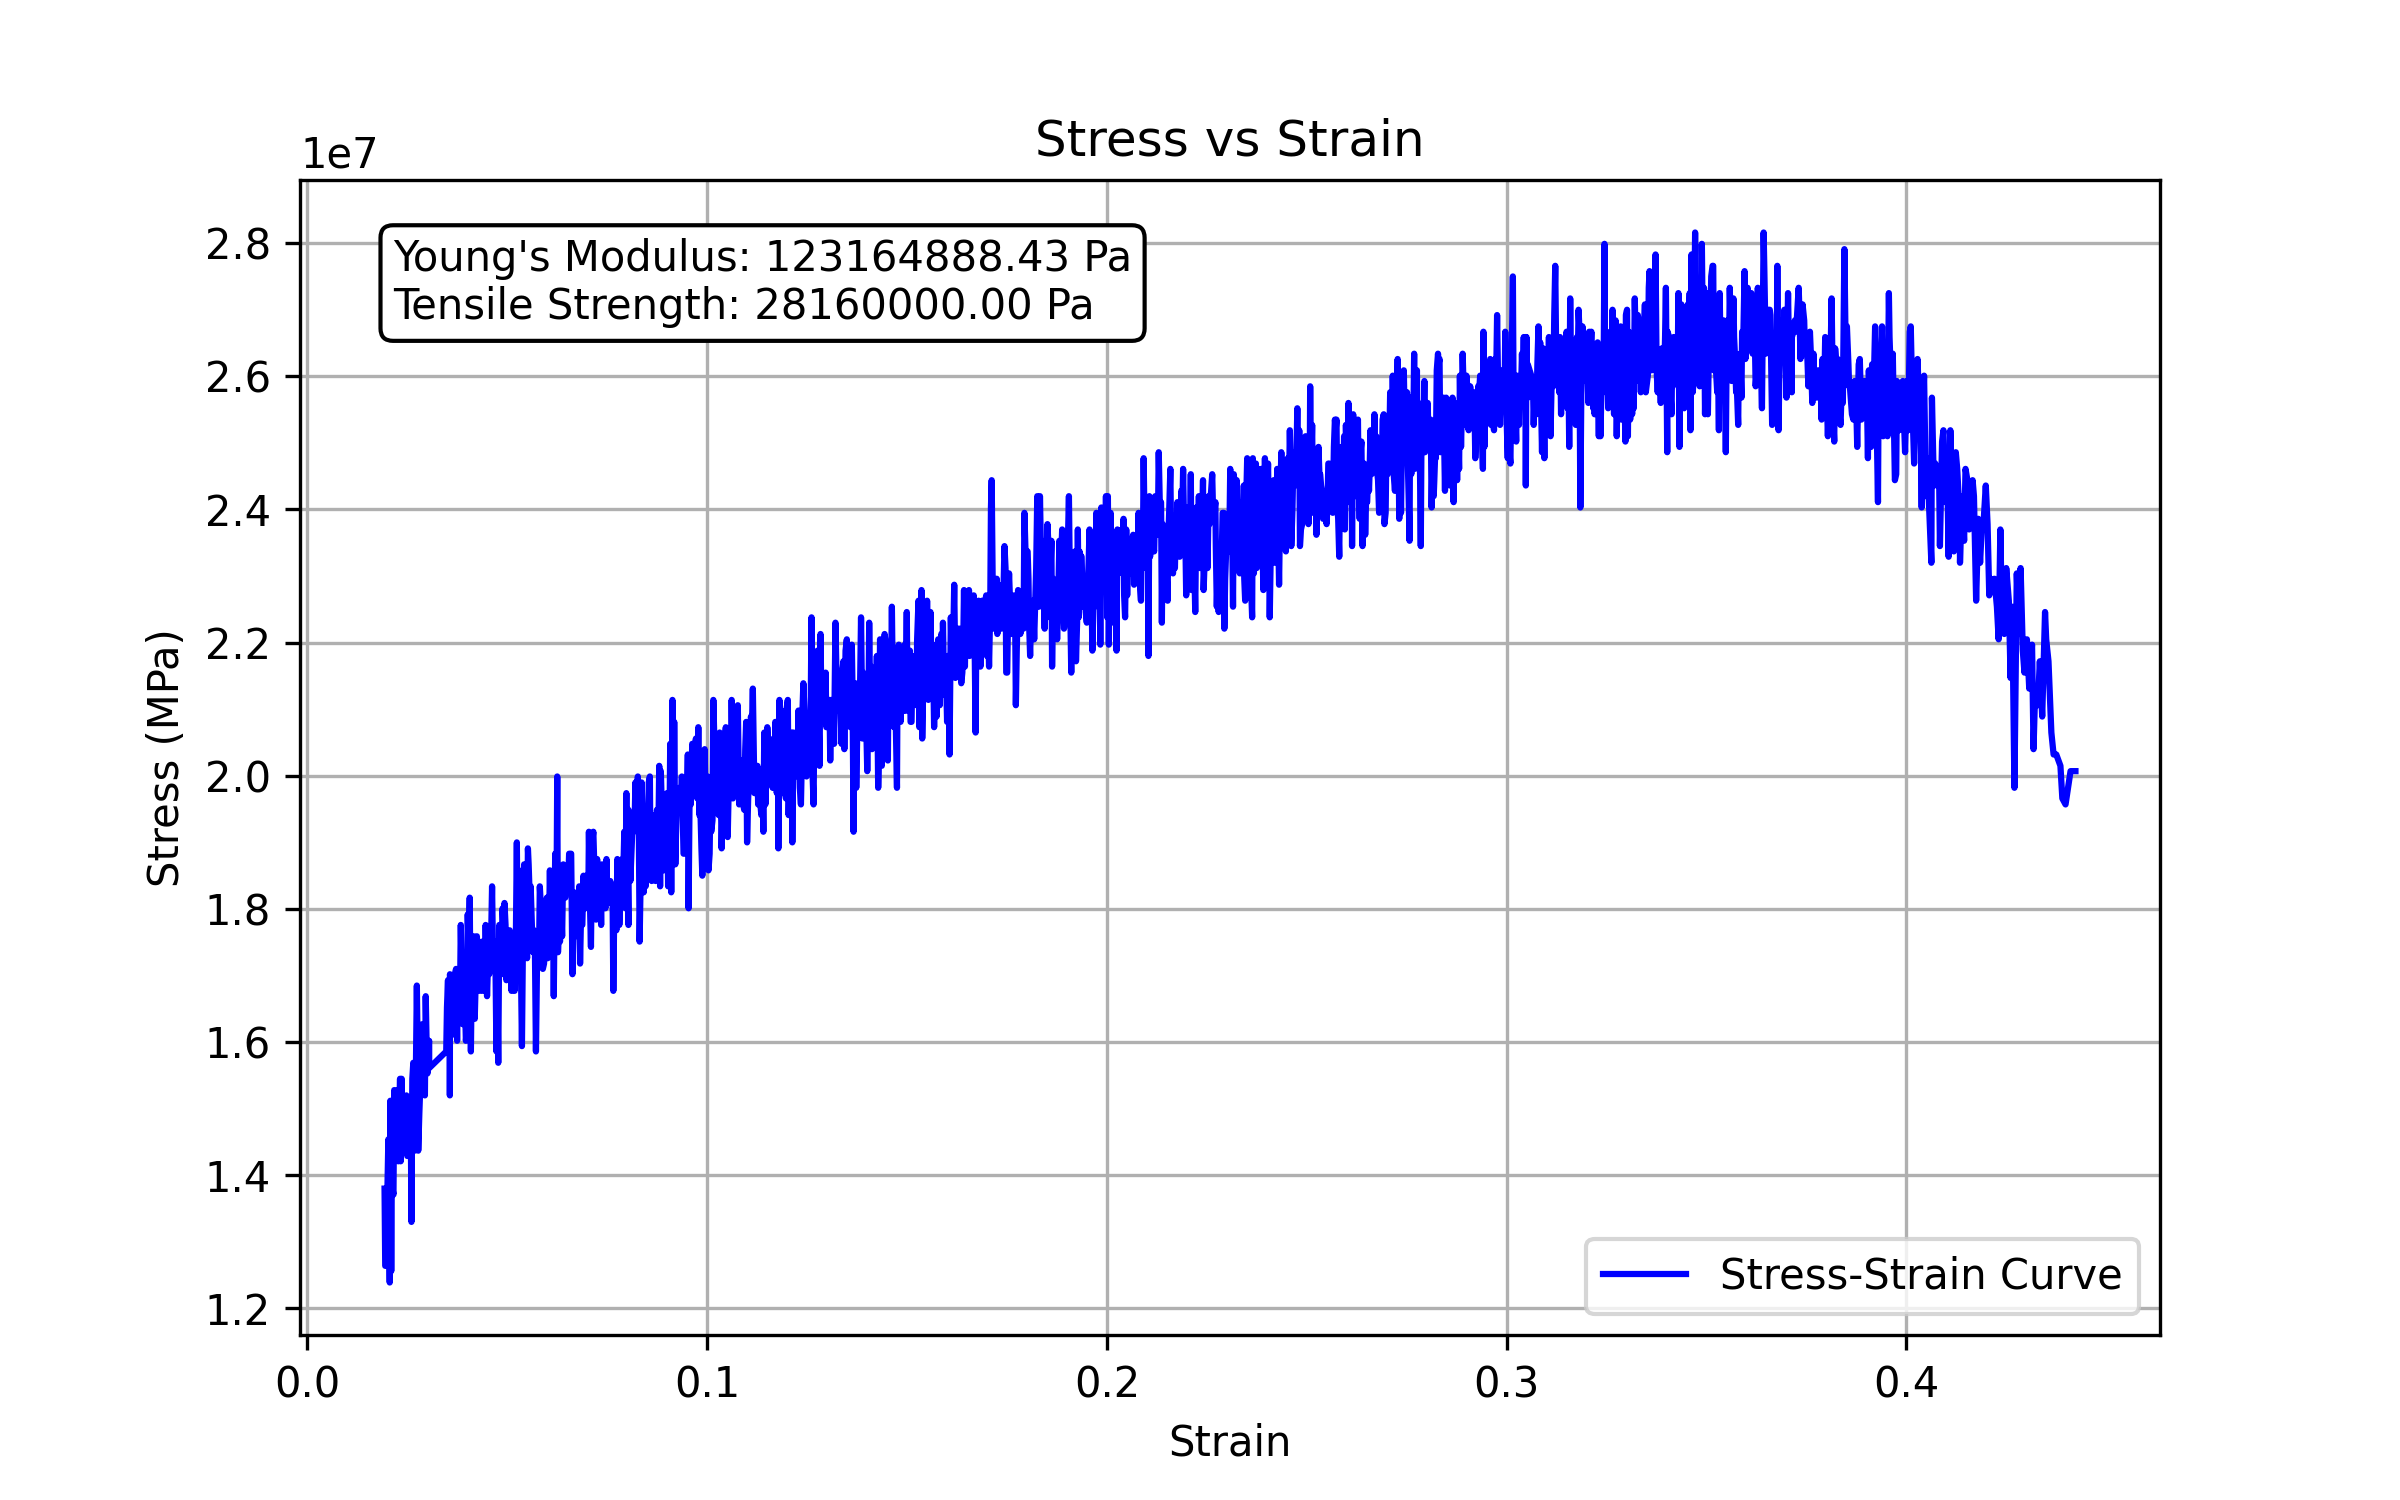 Stress vs Strain
1e7
Young's Modulus: 123164888.43 Pa
Tensile Strength: 28160000.00 Pa
2.8
2.6
2.4
2.2
2.0
1.8
1.6
1.4
1.2
Stress (MPa)
Stress-Strain Curve
0.0 0.1 0.2 0.3 0.4
Strain